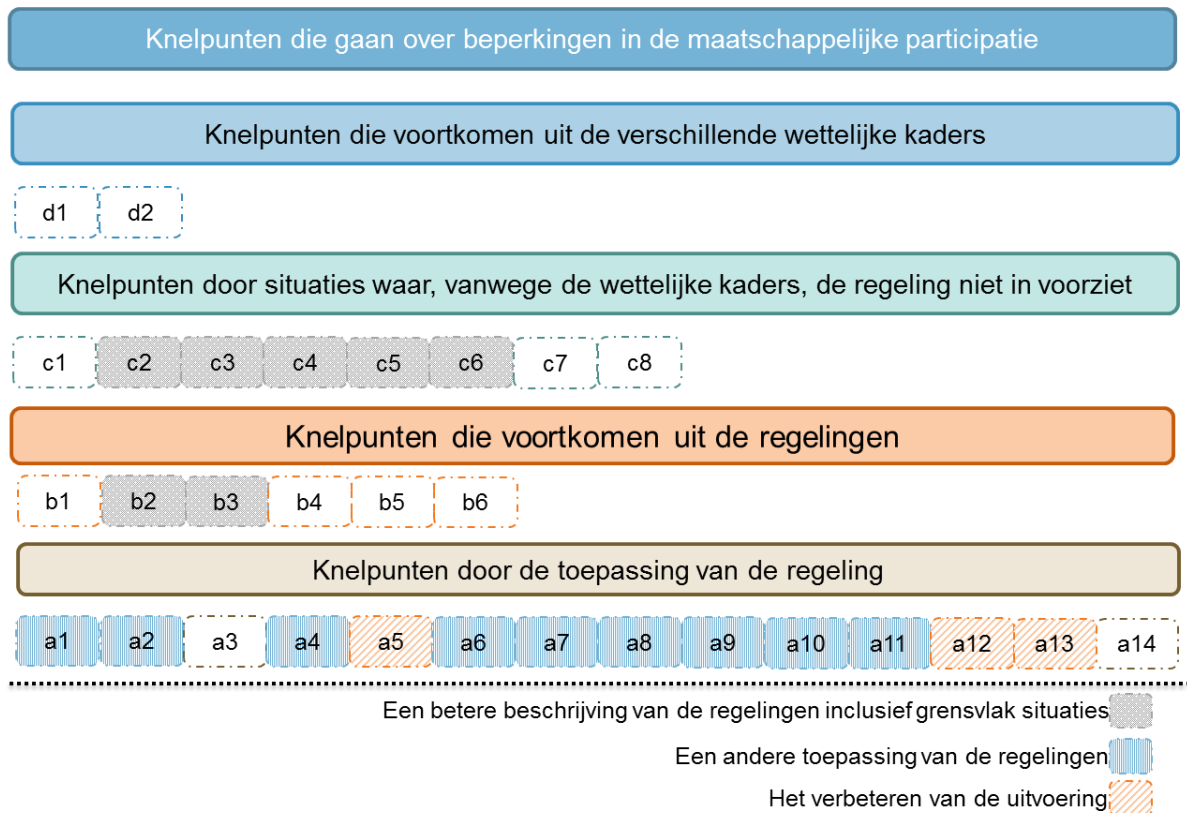 Knelpunten die gaan over beperkingen in de maatschappelijke participatie
Knelpunten die voortkomen uit de verschillende wettelijke kaders
d1 d2
Knelpunten door situaties waar, vanwege de wettelijke kaders, de regeling niet in voorziet
c1 c2 c3 c4 c5 c6 c7 c8
Knelpunten die voortkomen uit de regelingen
b1 b2 b3 b4 b5 b6
Knelpunten door de toepassing van de regeling
a1 a2 a3 a4 a5 a6 a7 a8 a9 a10 a11 a12 a13 a14
Een betere beschrijving van de regelingen inclusief grensvlak situaties
Een andere toepassing van de regelingen
Het verbeteren van de uitvoering